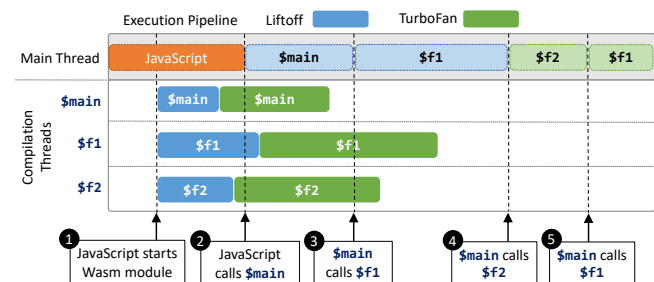 Execution Pipeline Liftoff TurboFan
Main Thread JavaScript $main $f1 $f2 $f1
Compilation Threads
$main $main $main
$f1 $f1 $f1
$f2 $f2 $f2
1 JavaScript starts
Wasm module
2 JavaScript
calls $main
3 $main
calls $f1
4 $main calls
$f2
5 $main calls
$f1